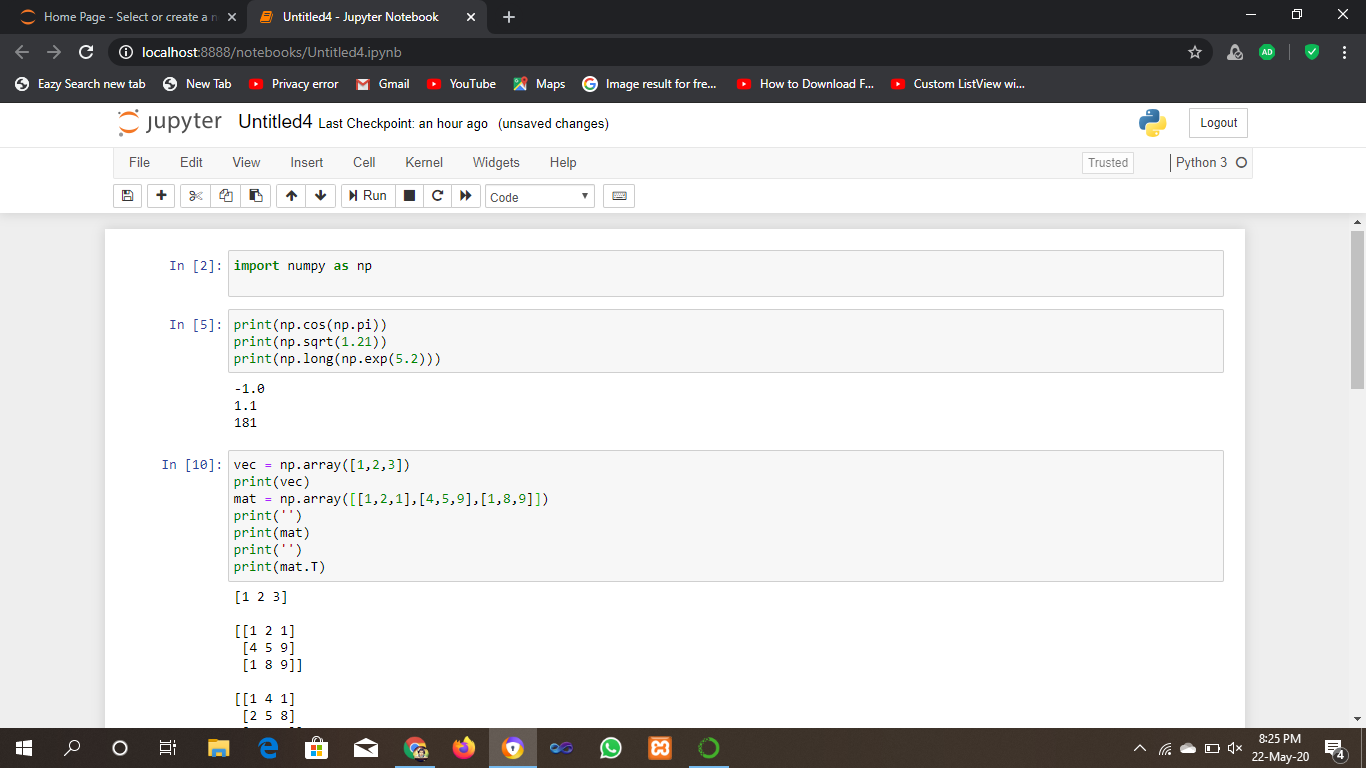 Home Page - Select or create a n
Untitled4 - Jupyter Notebook
localhost:8888/notebooks/Untitled4.ipynb
AD
Eazy Search new tab
New Tab
Privacy error
Gmail
YouTube
Maps
Image result for fre...
How to Download F...
Custom ListView wi...
jupyter Untitled4 Last Checkpoint: an hour ago (unsaved changes)
Logout
File Edit View Insert Cell Kernel Widgets Help
Trusted
Python 3
Run
Code
In [2]: import numpy as np
In [5]: print(np.cos(np.pi))
print(np.sqrt(1.21))
print(np.long(np.exp(5.2)))
-1.0
1.1
181
In [10]: vec = np.array([1,2,3])
print(vec)
mat = np.array([[1,2,1],[4,5,9],[1,8,9]])
print('')
print(mat)
print('')
print(mat.T)
[1 2 3]
[[1 2 1]
[4 5 9]
[1 8 9]]
[[1 4 1]
[2 5 8]
8:25 PM
22-May-20
4